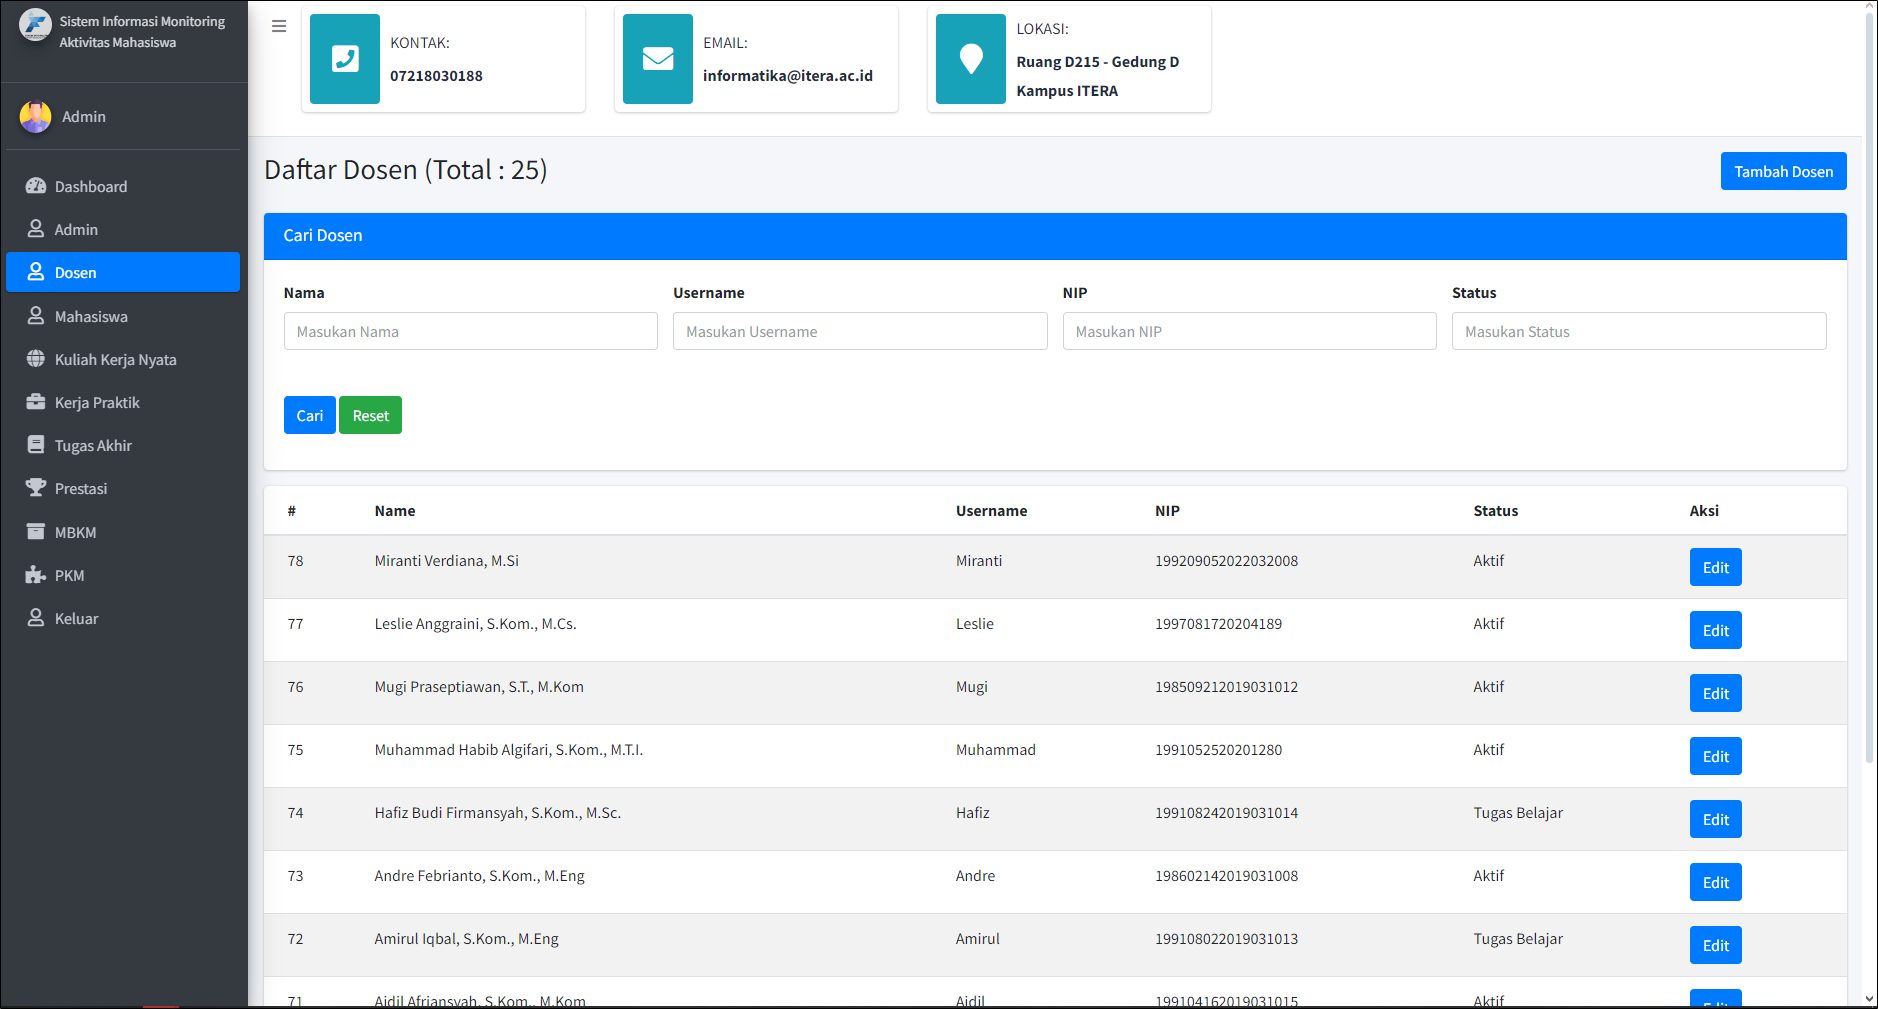 Sistem Informasi Monitoring
Aktivitas Mahasiswa
Admin
Dashboard
Admin
Dosen
Mahasiswa
Kuliah Kerja Nyata
Kerja Praktik
Tugas Akhir
Prestasi
MBKM
PKM
Keluar
KONTAK:
07218030188
EMAIL:
informatika@itera.ac.id
LOKASI:
Ruang D215 - Gedung D
Kampus ITERA
Daftar Dosen (Total : 25)
Tambah Dosen
Cari Dosen
Nama Username NIP Status
Masukan Nama Masukan Username Masukan NIP Masukan Status
Cari Reset
# Name Username NIP Status Aksi
78 Miranti Verdiana, M.Si Miranti 199209052022032008 Aktif Edit
77 Leslie Anggraini, S.Kom., M.Cs. Leslie 1997081720204189 Aktif Edit
76 Mugi Praseptiawan, S.T., M.Kom Mugi 198509212019031012 Aktif Edit
75 Muhammad Habib Algifari, S.Kom., M.T.I. Muhammad 1991052520201280 Aktif Edit
74 Hafiz Budi Firmansyah, S.Kom., M.Sc. Hafiz 199108242019031014 Tugas Belajar Edit
73 Andre Febrianto, S.Kom., M.Eng Andre 198602142019031008 Aktif Edit
72 Amirul Iqbal, S.Kom., M.Eng Amirul 199108022019031013 Tugas Belajar Edit
71 Aidil Afriansyah, S.Kom., M.Kom Aidil 199104162019031015 Aktif Edit